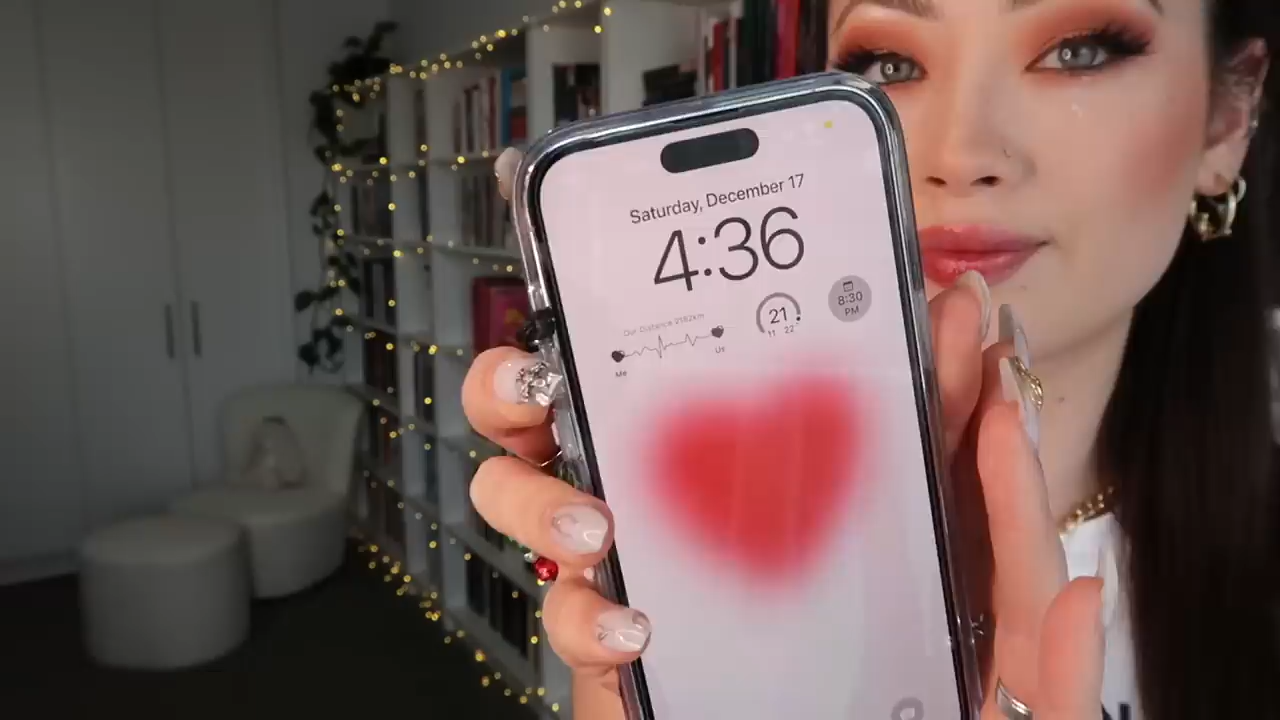 Saturday, December 17
4:36
Our Distance 2162km
Me
Us
21
11 22
8:30
PM